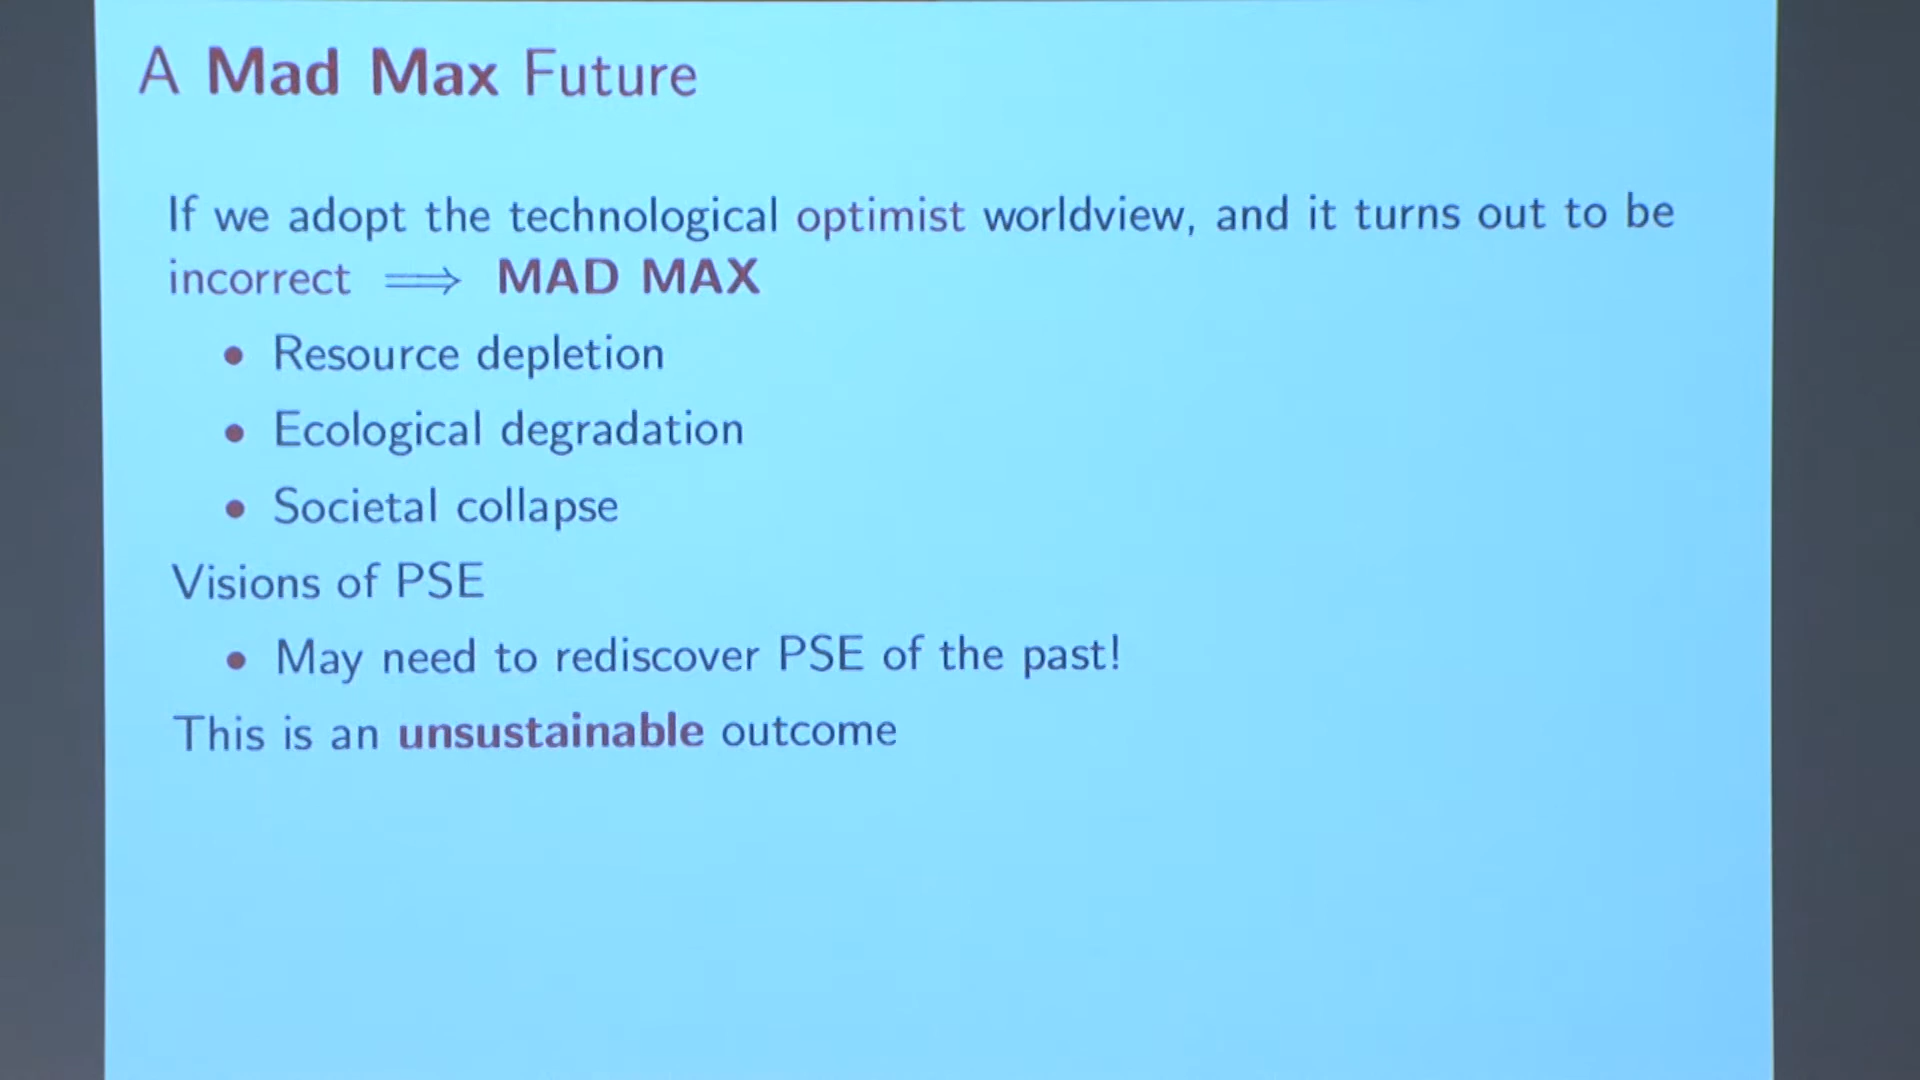 A Mad Max Future
If we adopt the technological optimist worldview, and it turns out to be
incorrect ⟹ MAD MAX
• Resource depletion
• Ecological degradation
• Societal collapse
Visions of PSE
• May need to rediscover PSE of the past!
This is an unsustainable outcome